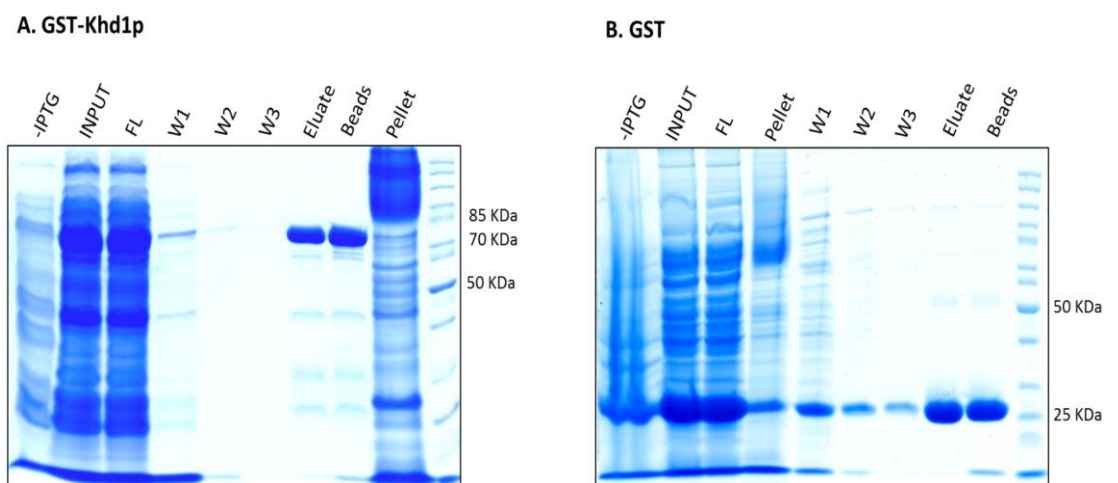 A. GST-Khd1p
-IPTG INPUT FL W1 W2 W3 Eluate Beads Pellet
85 KDa
70 KDa
50 KDa
B. GST
-IPTG INPUT FL Pellet W1 W2 W3 Eluate Beads
50 KDa
25 KDa